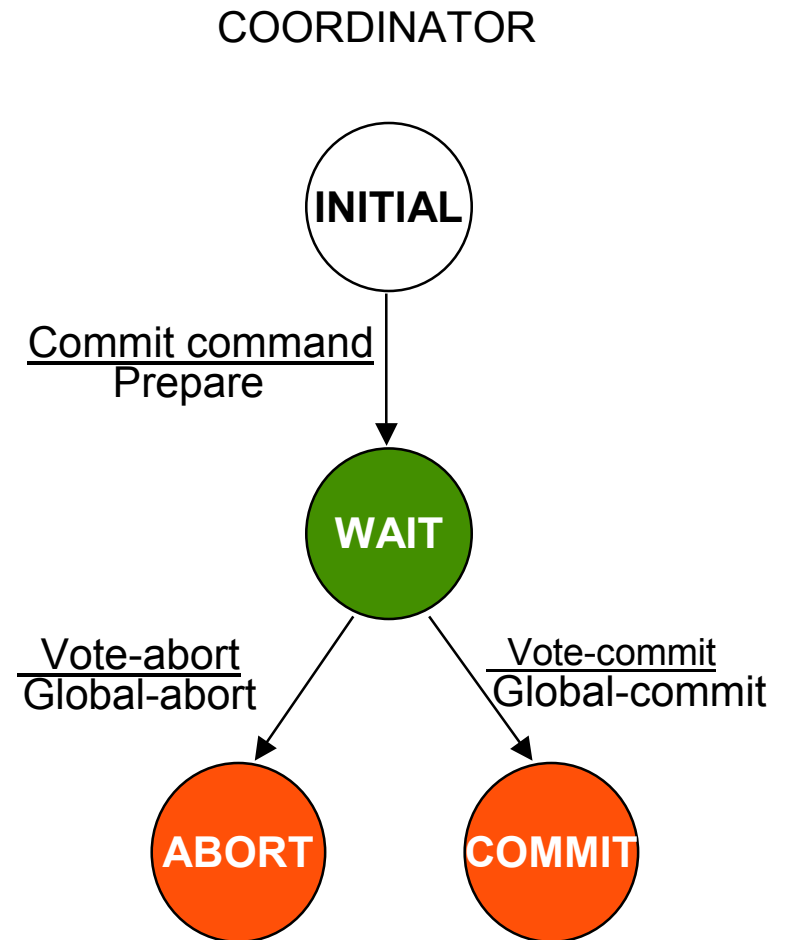 COORDINATOR
INITIAL
Commit command
Prepare
WAIT
Vote-abort
Global-abort
Vote-commit
Global-commit
ABORT
COMMIT